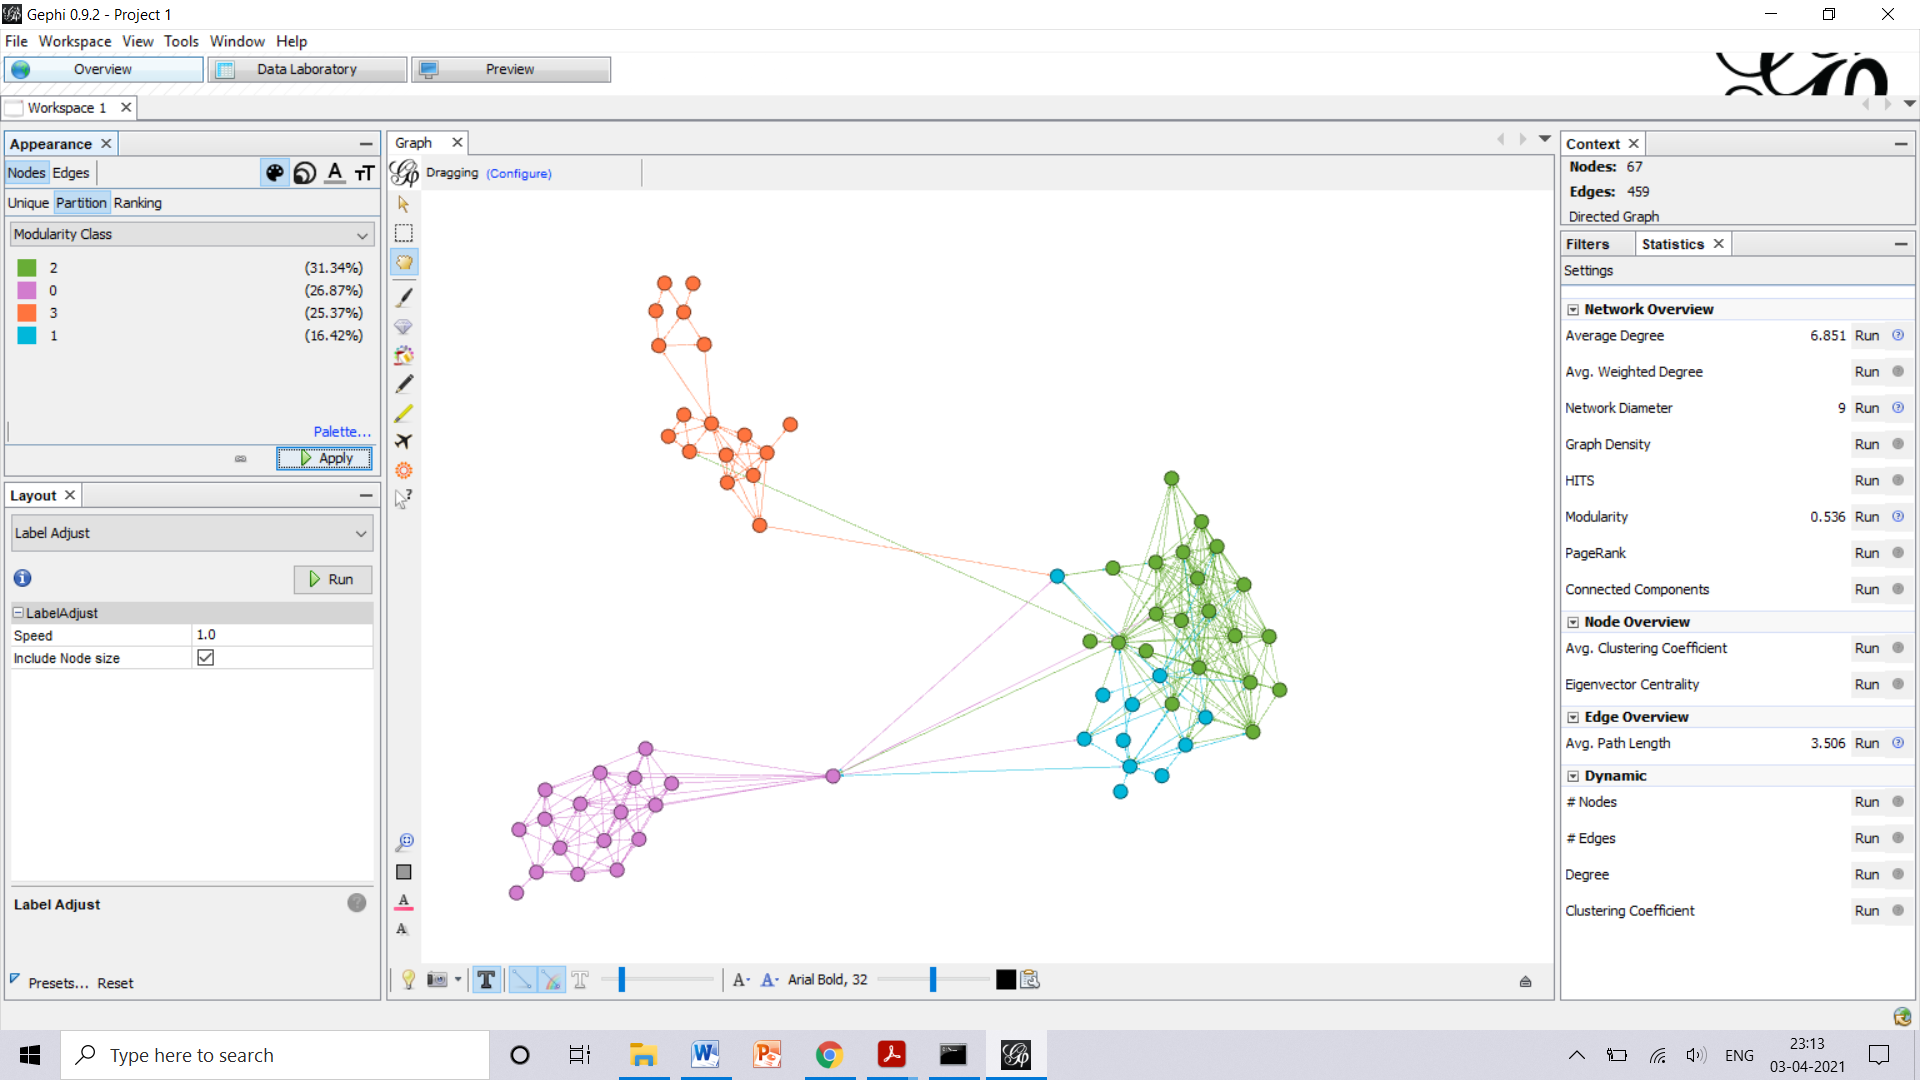 Gephi 0.9.2 - Project 1
File Workspace View Tools Window Help
Overview Data Laboratory Preview
Workspace 1
Appearance
Nodes Edges
Unique Partition Ranking
Modularity Class
2 (31.34%)
0 (26.87%)
3 (25.37%)
1 (16.42%)
Palette...
Apply
Layout
Label Adjust
Run
LabelAdjust
Speed 1.0
Include Node size
Label Adjust
Presets... Reset
Graph
Dragging (Configure)
Arial Bold, 32
Context
Nodes: 67
Edges: 459
Directed Graph
Filters Statistics
Settings
Network Overview
Average Degree 6.851 Run
Avg. Weighted Degree Run
Network Diameter 9 Run
Graph Density Run
HITS Run
Modularity 0.536 Run
PageRank Run
Connected Components Run
Node Overview
Avg. Clustering Coefficient Run
Eigenvector Centrality Run
Edge Overview
Avg. Path Length 3.506 Run
Dynamic
# Nodes Run
# Edges Run
Degree Run
Clustering Coefficient Run
Type here to search
ENG
23:13
03-04-2021